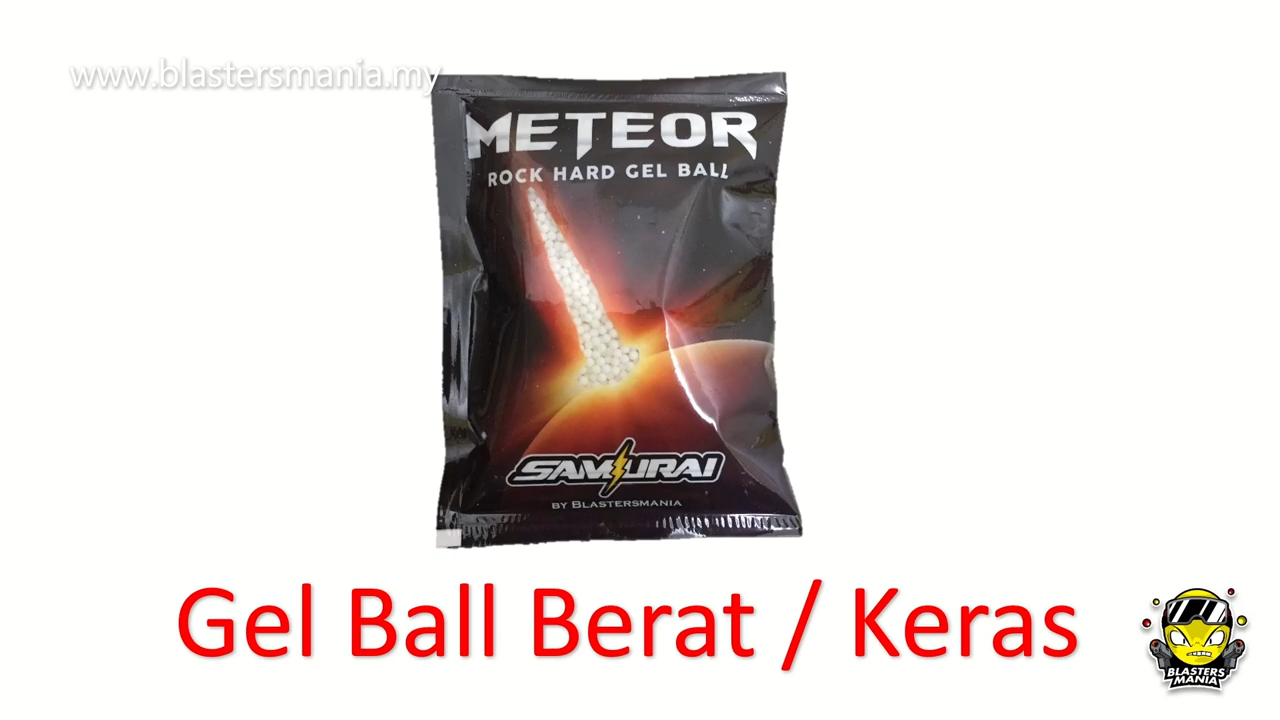 www.blastersmania.my
METEOR
ROCK HARD GEL BALL
SAMURAI
BY BLASTERSMANIA
Gel Ball Berat / Keras
BLASTERS
MANIA